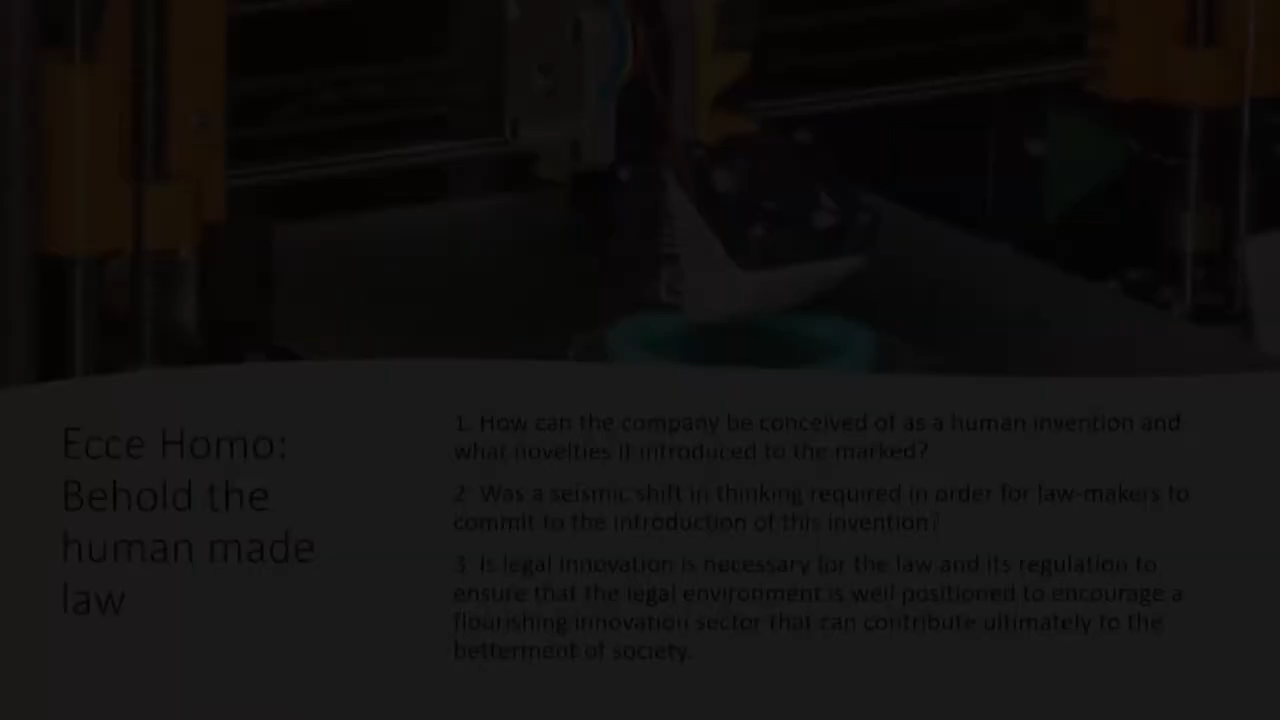 Ecce Homo:
Behold the
human made
law
1. How can the company be conceived of as a human invention and
what novelties it introduced to the marked?
2. Was a seismic shift in thinking required in order for law-makers to
commit to the introduction of this invention?
3. Is legal innovation is necessary for the law and its regulation to
ensure that the legal environment is well positioned to encourage a
flourishing innovation sector that can contribute ultimately to the
betterment of society.